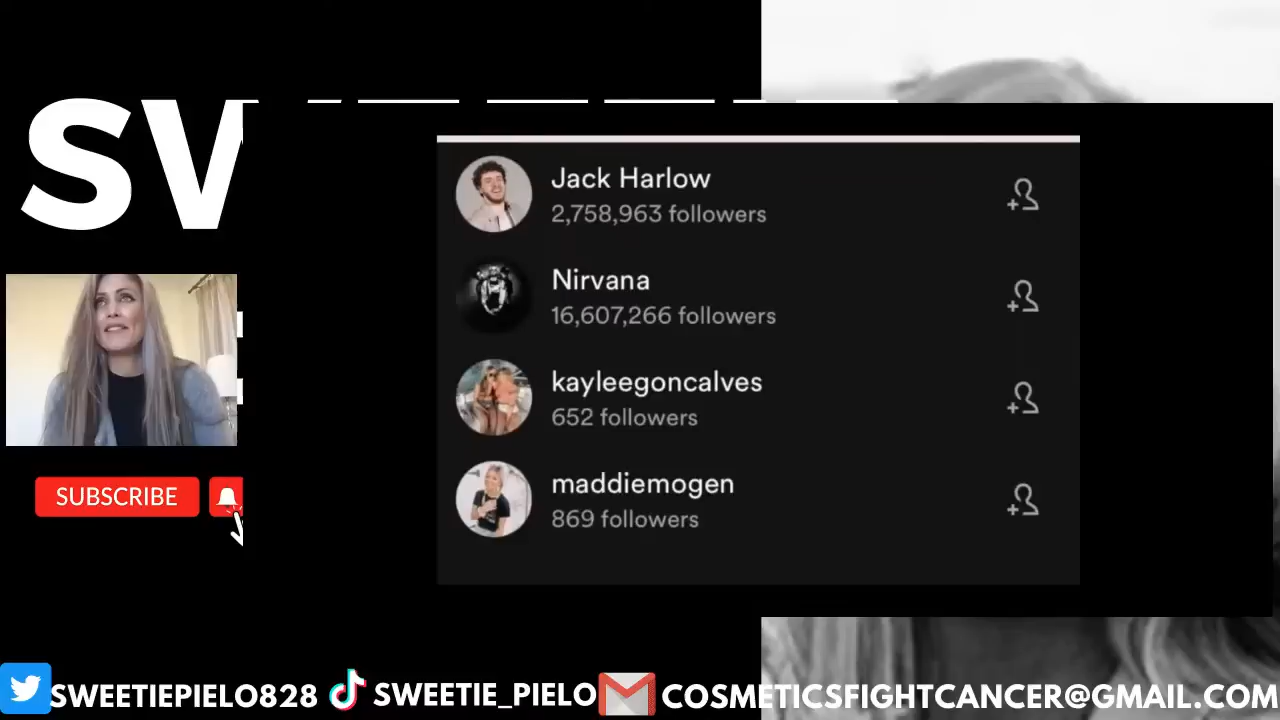 SW
Jack Harlow
2,758,963 followers
Nirvana
16,607,266 followers
kayleegoncalves
652 followers
maddiemogen
869 followers
SUBSCRIBE
SWEETIEPIELO828
SWEETIE_PIELO
COSMETICSFIGHTCANCER@GMAIL.COM